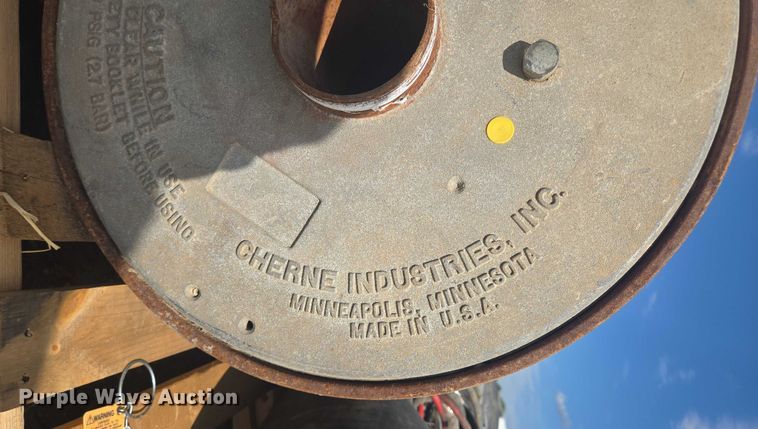 CAUTION
CLEAR WHILE IN USE
ETY BOOKLET BEFORE USING
PSIG (2.7 BAR)
CHERNE INDUSTRIES, INC.
MINNEAPOLIS, MINNESOTA
MADE IN U.S.A.
WARNING
Purple Wave Auction